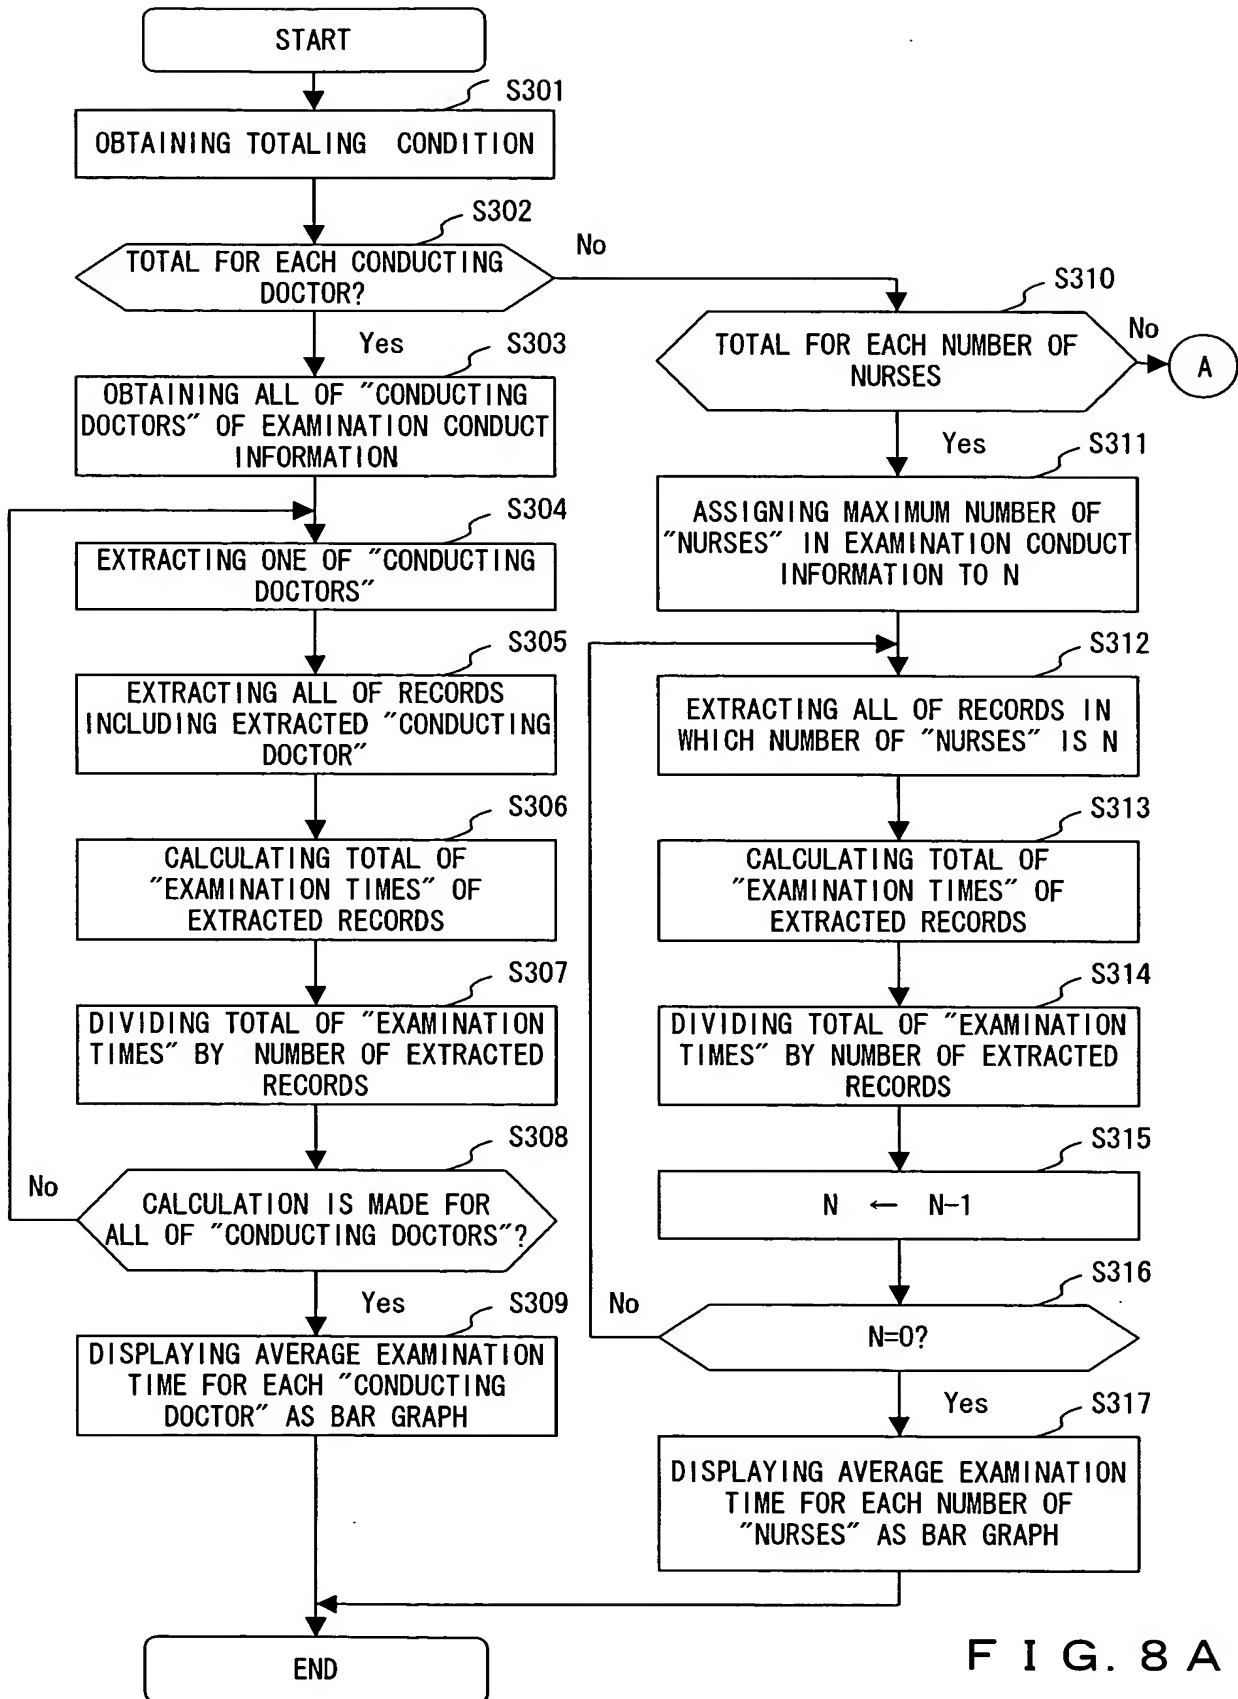 START
S301
OBTAINING TOTALING CONDITION
S302
TOTAL FOR EACH CONDUCTING
DOCTOR?
No
Yes
S303
OBTAINING ALL OF "CONDUCTING
DOCTORS" OF EXAMINATION CONDUCT
INFORMATION
S304
EXTRACTING ONE OF "CONDUCTING
DOCTORS"
S305
EXTRACTING ALL OF RECORDS
INCLUDING EXTRACTED "CONDUCTING
DOCTOR"
S306
CALCULATING TOTAL OF
"EXAMINATION TIMES" OF
EXTRACTED RECORDS
S307
DIVIDING TOTAL OF "EXAMINATION
TIMES" BY NUMBER OF EXTRACTED
RECORDS
S308
No
CALCULATION IS MADE FOR
ALL OF "CONDUCTING DOCTORS"?
Yes
S309
DISPLAYING AVERAGE EXAMINATION
TIME FOR EACH "CONDUCTING
DOCTOR" AS BAR GRAPH
END
S310
TOTAL FOR EACH NUMBER OF
NURSES
No
A
Yes
S311
ASSIGNING MAXIMUM NUMBER OF
"NURSES" IN EXAMINATION CONDUCT
INFORMATION TO N
S312
EXTRACTING ALL OF RECORDS IN
WHICH NUMBER OF "NURSES" IS N
S313
CALCULATING TOTAL OF
"EXAMINATION TIMES" OF
EXTRACTED RECORDS
S314
DIVIDING TOTAL OF "EXAMINATION
TIMES" BY NUMBER OF EXTRACTED
RECORDS
S315
N ← N-1
S316
No
N=0?
Yes
S317
DISPLAYING AVERAGE EXAMINATION
TIME FOR EACH NUMBER OF
"NURSES" AS BAR GRAPH
FIG. 8A